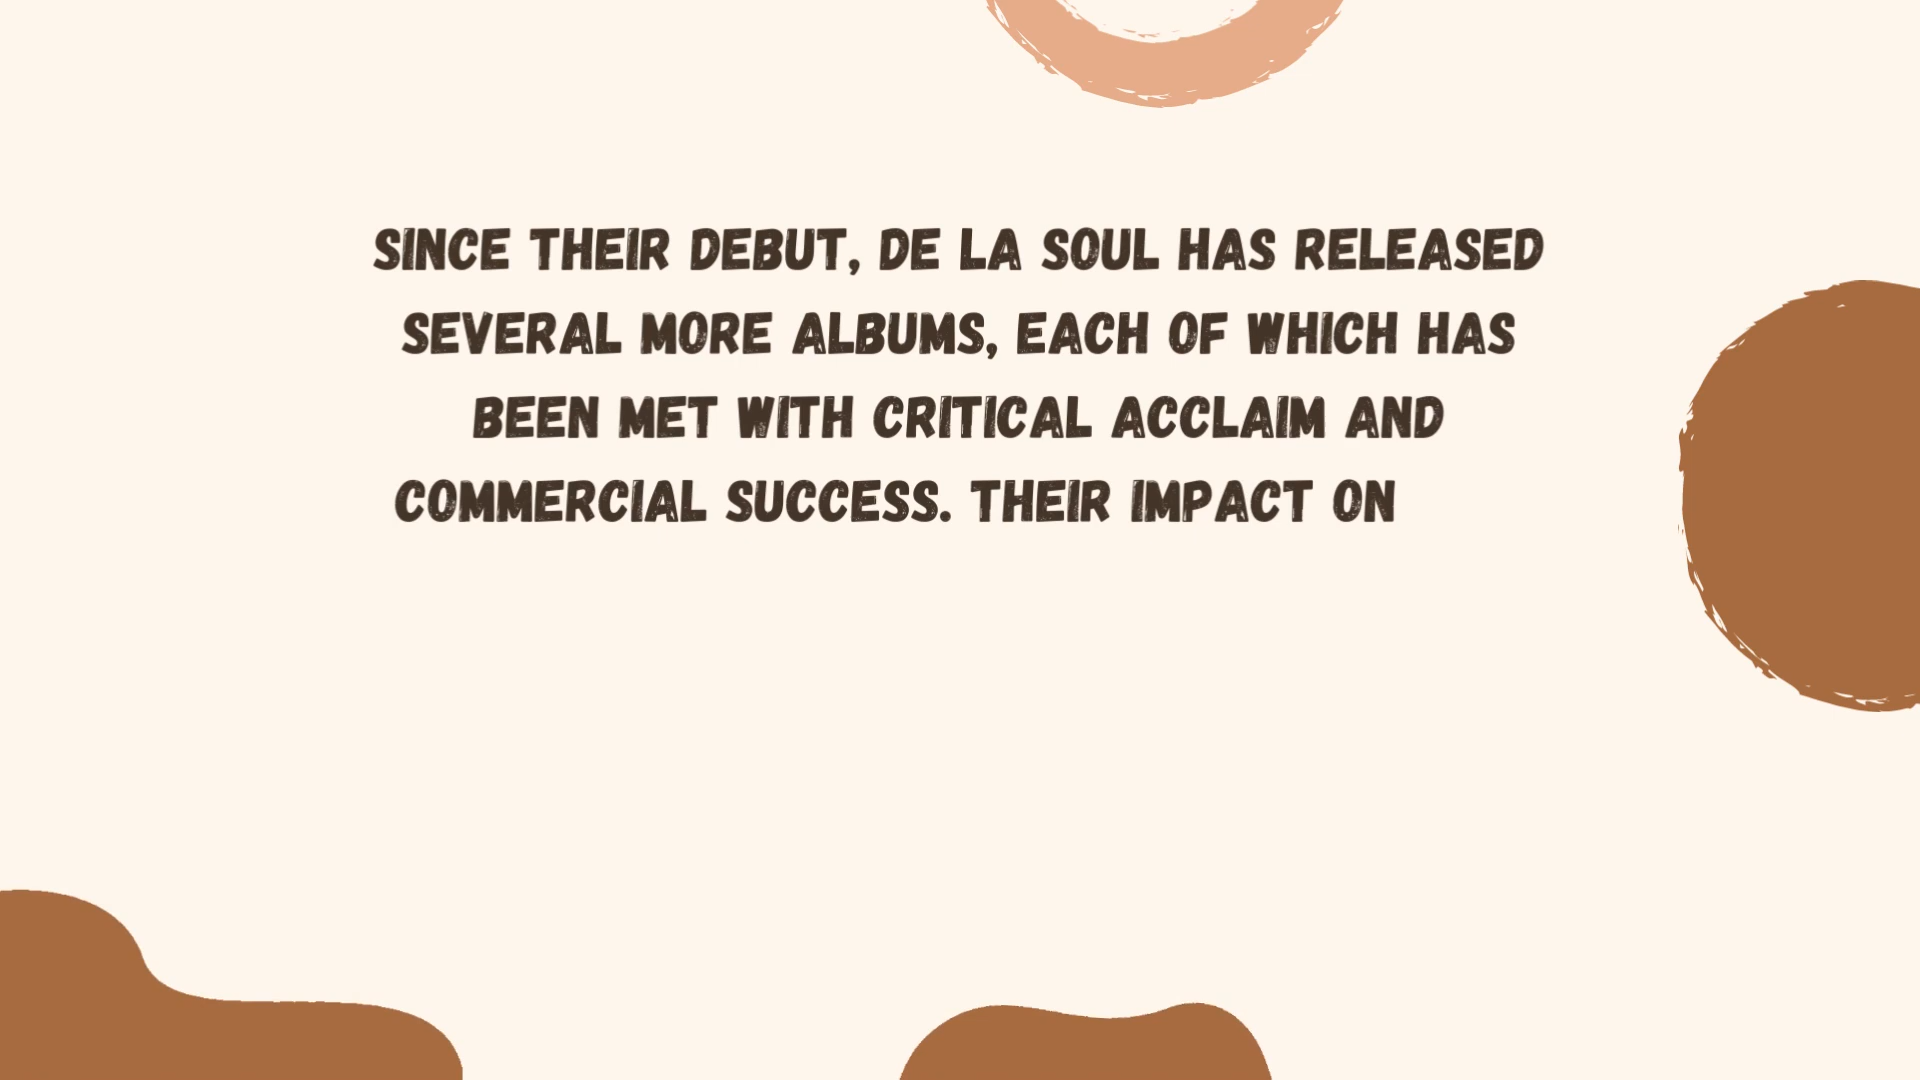 SINCE THEIR DEBUT, DE LA SOUL HAS RELEASED
SEVERAL MORE ALBUMS, EACH OF WHICH HAS
BEEN MET WITH CRITICAL ACCLAIM AND
COMMERCIAL SUCCESS. THEIR IMPACT ON